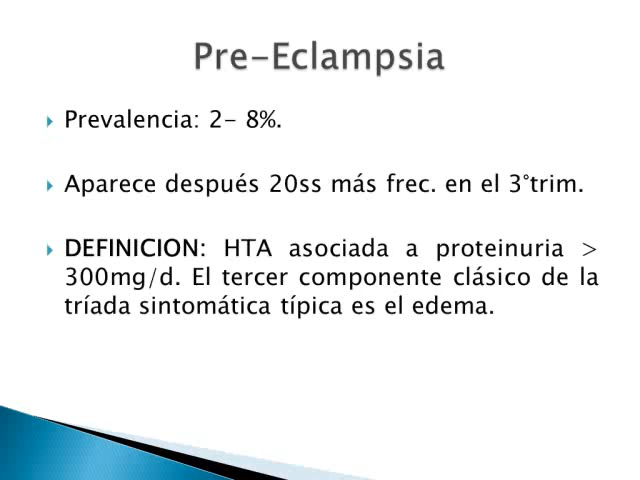 Pre-Eclampsia
Prevalencia: 2- 8%.
Aparece después 20ss más frec. en el 3°trim.
DEFINICION: HTA asociada a proteinuria >
300mg/d. El tercer componente clásico de la
tríada sintomática típica es el edema.